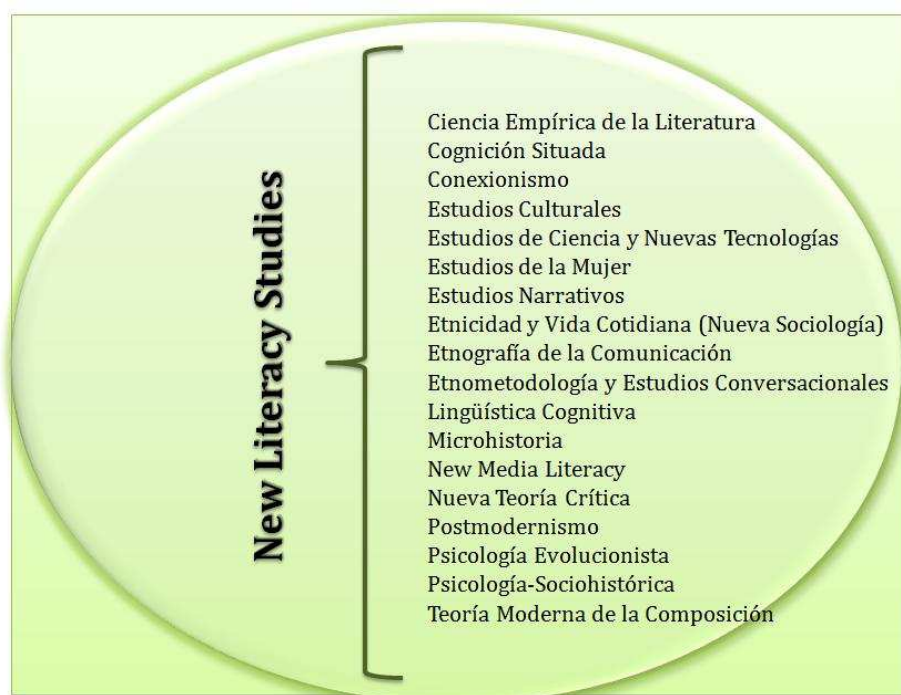 New Literacy Studies
Ciencia Empírica de la Literatura
Cognición Situada
Conexionismo
Estudios Culturales
Estudios de Ciencia y Nuevas Tecnologías
Estudios de la Mujer
Estudios Narrativos
Etnicidad y Vida Cotidiana (Nueva Sociología)
Etnografía de la Comunicación
Etnometodología y Estudios Conversacionales
Lingüística Cognitiva
Microhistoria
New Media Literacy
Nueva Teoría Crítica
Postmodernismo
Psicología Evolucionista
Psicología-Sociohistórica
Teoría Moderna de la Composición